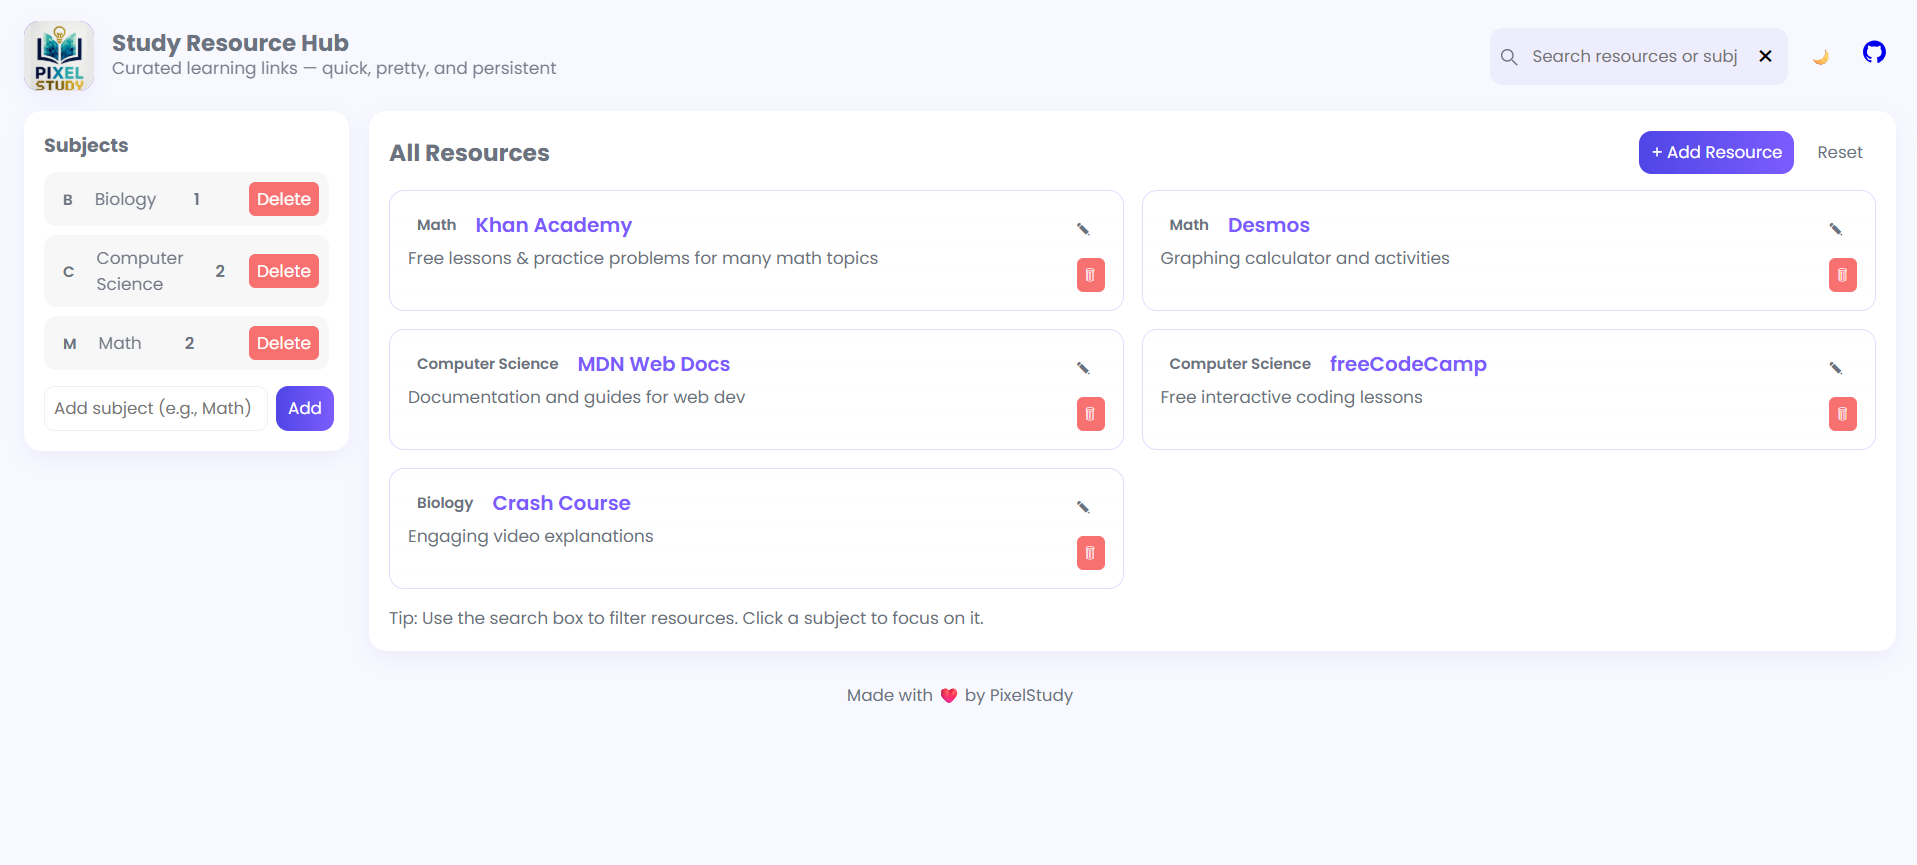 PIXEL
STUDY
Study Resource Hub
Curated learning links — quick, pretty, and persistent
Search resources or subj
Subjects
B Biology 1 Delete
C Computer Science 2 Delete
M Math 2 Delete
Add subject (e.g., Math) Add
All Resources
+ Add Resource Reset
Math Khan Academy
Free lessons & practice problems for many math topics
Math Desmos
Graphing calculator and activities
Computer Science MDN Web Docs
Documentation and guides for web dev
Computer Science freeCodeCamp
Free interactive coding lessons
Biology Crash Course
Engaging video explanations
Tip: Use the search box to filter resources. Click a subject to focus on it.
Made with ❤️ by PixelStudy